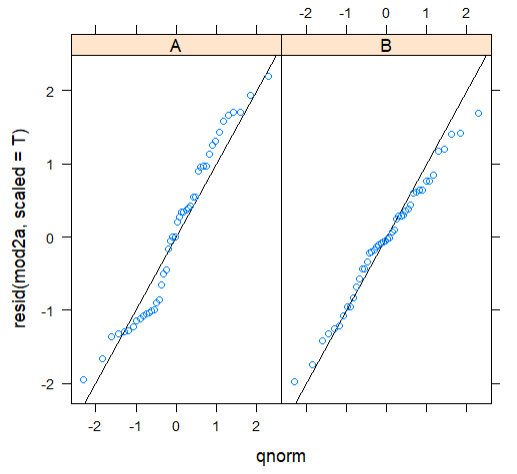 -2 -1 0 1 2
A B
2
1
0
-1
-2
resid(mod2a, scaled = T)
-2 -1 0 1 2
qnorm